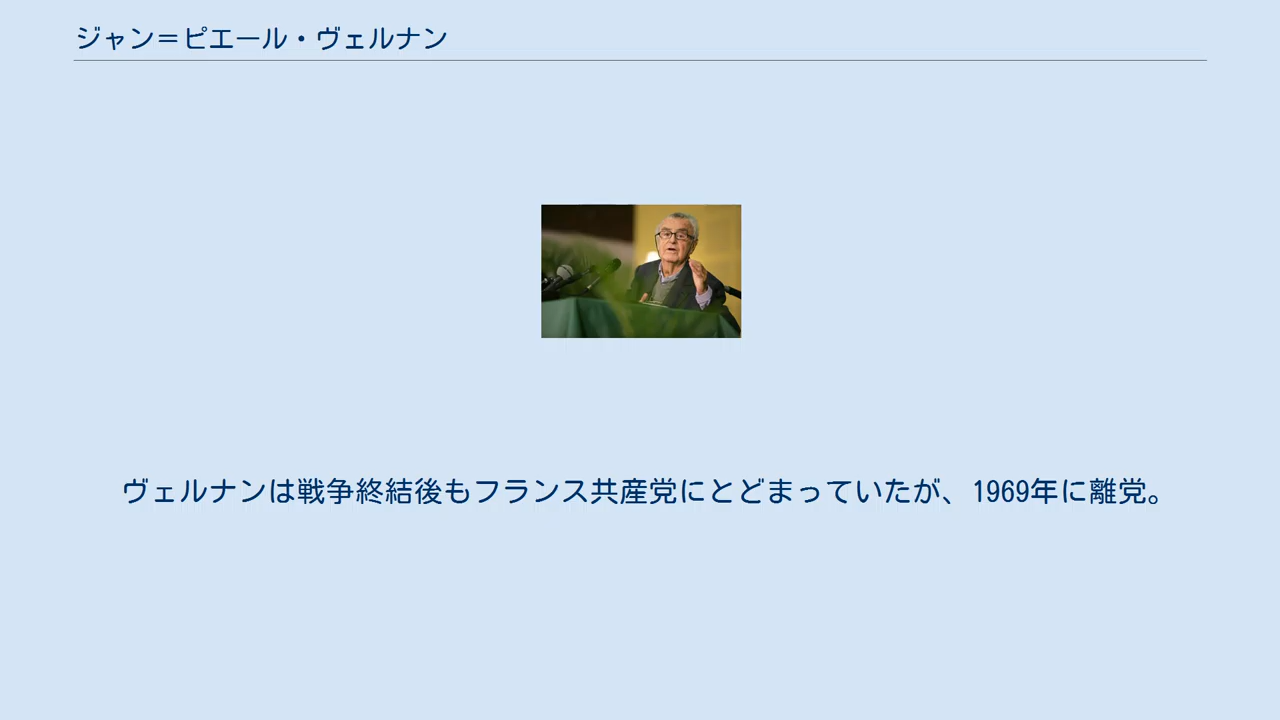 ジャン＝ピエール・ヴェルナン
ヴェルナンは戦争終結後もフランス共産党にとどまっていたが、1969年に離党。